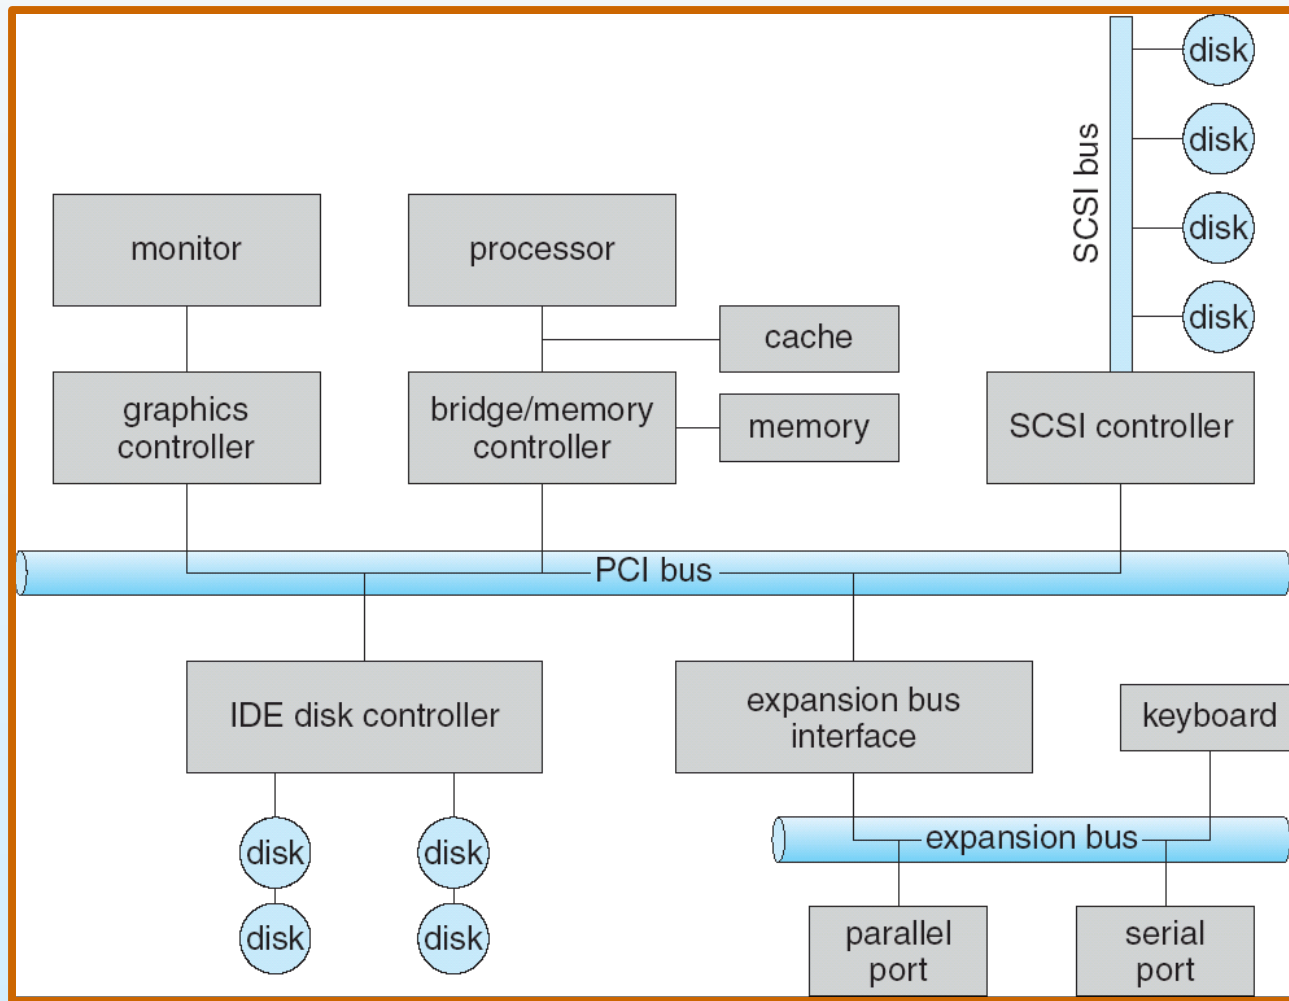 disk
SCSI bus
disk
disk
disk
monitor
processor
cache
graphics
controller
bridge/memory
controller
memory
SCSI controller
PCI bus
IDE disk controller
expansion bus
interface
keyboard
disk
disk
expansion bus
disk
disk
parallel
port
serial
port